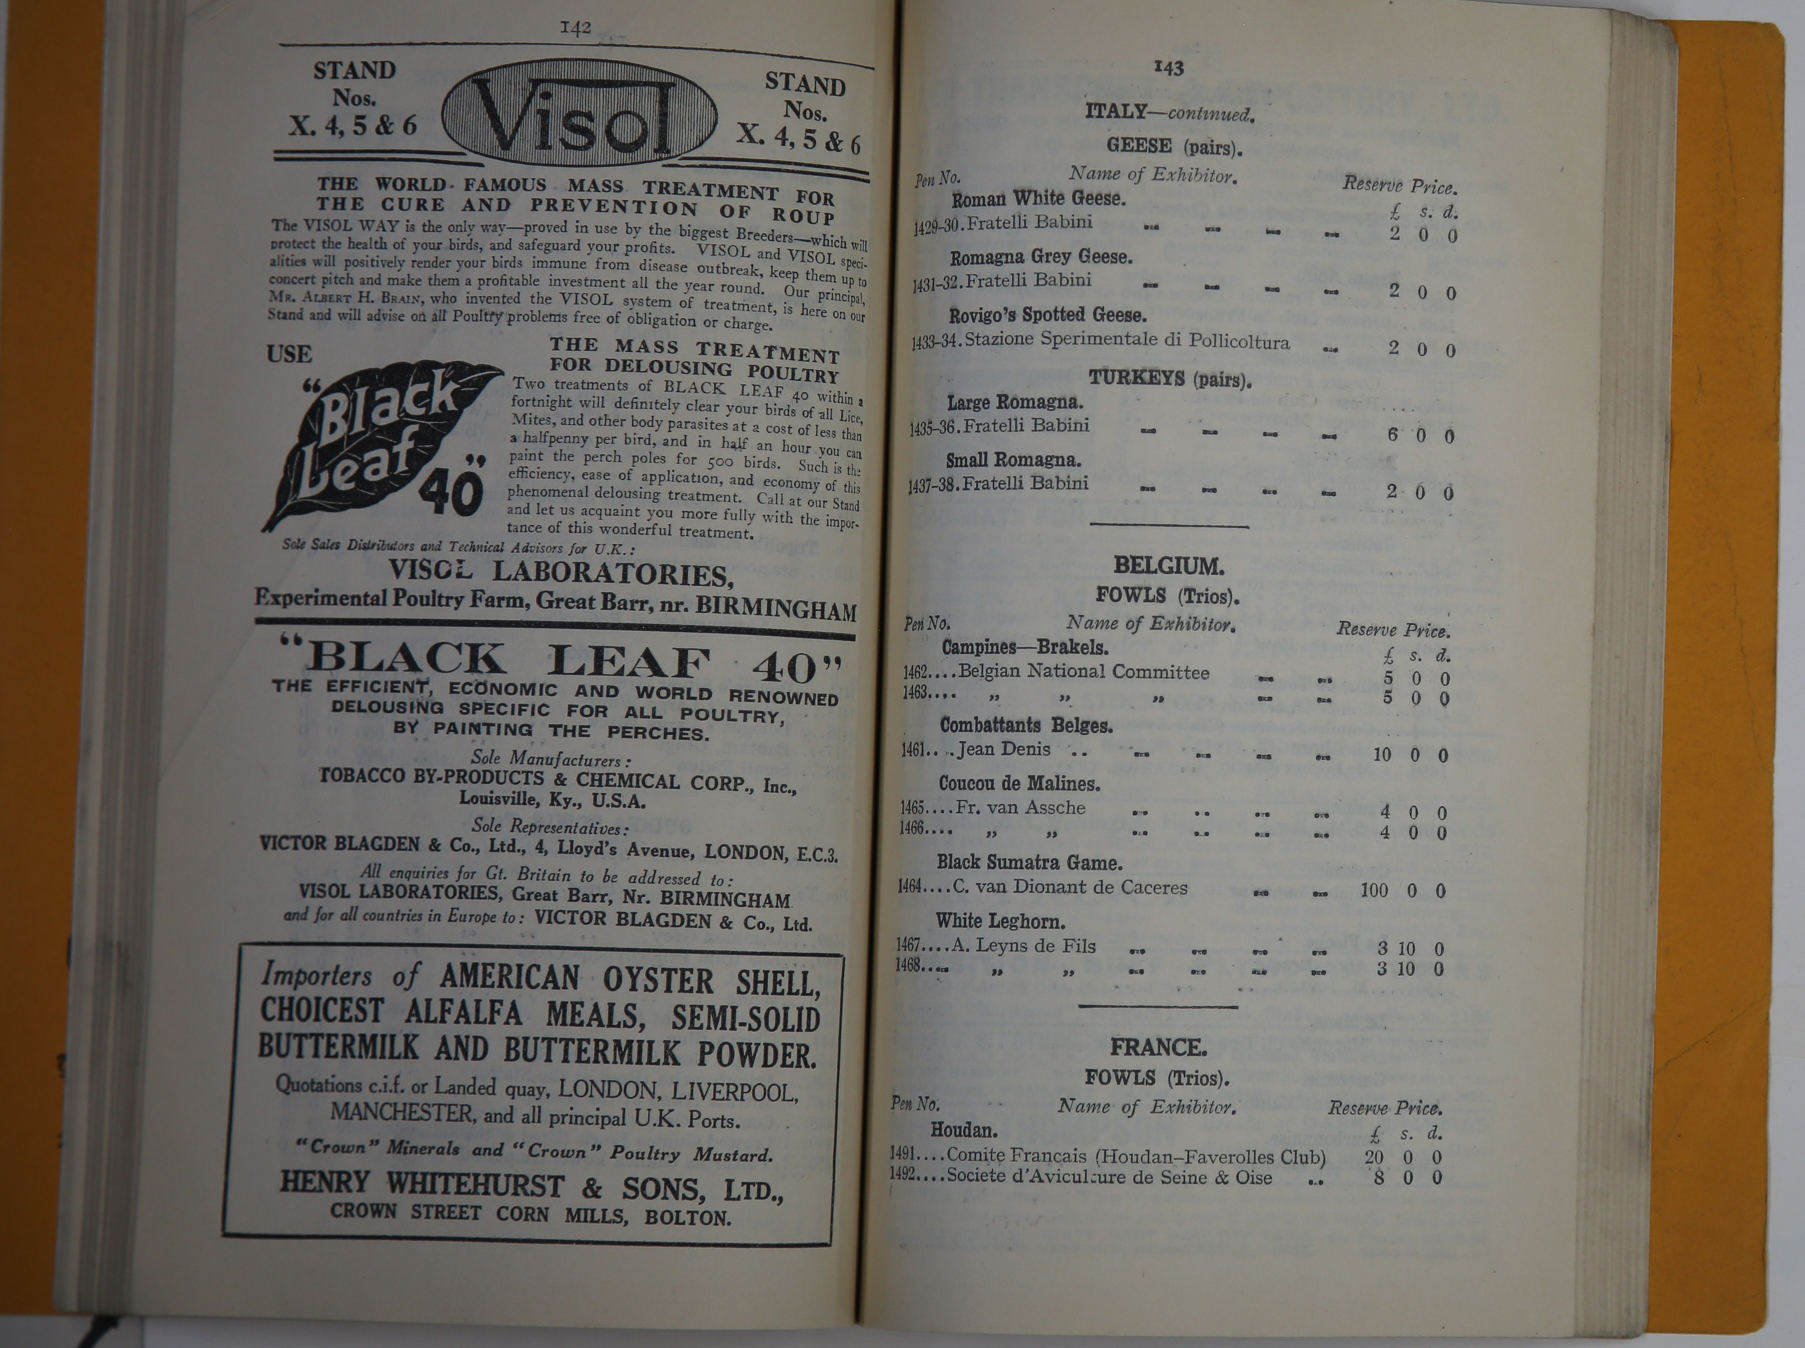 142
STAND
Nos.
X. 4, 5 & 6
Visol
STAND
Nos.
X. 4, 5 & 6
THE WORLD-FAMOUS MASS TREATMENT FOR
THE CURE AND PREVENTION OF ROUP
The VISOL WAY is the only way—proved in use by the biggest Breeders—which will
protect the health of your birds, and safeguard your profits. VISOL and VISOL speci-
alities will positively render your birds immune from disease outbreak, keep them up to
concert pitch and make them a profitable investment all the year round. Our principal,
MR. ALBERT H. BRAIN, who invented the VISOL system of treatment, is here on our
Stand and will advise on all Poultry problems free of obligation or charge.
USE
"Black
Leaf
40"
THE MASS TREATMENT
FOR DELOUSING POULTRY
Two treatments of BLACK LEAF 40 within a
fortnight will definitely clear your birds of all Lice,
Mites, and other body parasites at a cost of less than
a halfpenny per bird, and in half an hour you can
paint the perch poles for 500 birds. Such is the
efficiency, ease of application, and economy of this
phenomenal delousing treatment. Call at our Stand
and let us acquaint you more fully with the impor-
tance of this wonderful treatment.
Sole Sales Distributors and Technical Advisors for U.K.:
VISOL LABORATORIES,
Experimental Poultry Farm, Great Barr, nr. BIRMINGHAM
"BLACK LEAF 40"
THE EFFICIENT, ECONOMIC AND WORLD RENOWNED
DELOUSING SPECIFIC FOR ALL POULTRY,
BY PAINTING THE PERCHES.
Sole Manufacturers:
TOBACCO BY-PRODUCTS & CHEMICAL CORP., Inc.,
Louisville, Ky., U.S.A.
Sole Representatives:
VICTOR BLAGDEN & Co., Ltd., 4, Lloyd's Avenue, LONDON, E.C.3.
All enquiries for Gt. Britain to be addressed to:
VISOL LABORATORIES, Great Barr, Nr. BIRMINGHAM
and for all countries in Europe to: VICTOR BLAGDEN & Co., Ltd.
Importers of AMERICAN OYSTER SHELL,
CHOICEST ALFALFA MEALS, SEMI-SOLID
BUTTERMILK AND BUTTERMILK POWDER.
Quotations c.i.f. or Landed quay, LONDON, LIVERPOOL,
MANCHESTER, and all principal U.K. Ports.
"Crown" Minerals and "Crown" Poultry Mustard.
HENRY WHITEHURST & SONS, LTD.,
CROWN STREET CORN MILLS, BOLTON.
143
ITALY—continued.
GEESE (pairs).
Pen No. Name of Exhibitor. Reserve Price.
Roman White Geese. £ s. d.
1429-30. Fratelli Babini .. .. .. .. 2 0 0
Romagna Grey Geese.
1431-32. Fratelli Babini .. .. .. .. 2 0 0
Rovigo's Spotted Geese.
1433-34. Stazione Sperimentale di Pollicoltura .. 2 0 0
TURKEYS (pairs).
Large Romagna.
1435-36. Fratelli Babini .. .. .. .. 6 0 0
Small Romagna.
1437-38. Fratelli Babini .. .. .. .. 2 0 0
BELGIUM.
FOWLS (Trios).
Pen No. Name of Exhibitor. Reserve Price.
Campines—Brakels. £ s. d.
1462....Belgian National Committee .. .. 5 0 0
1463.... „ „ „ .. .. 5 0 0
Combattants Belges.
1461....Jean Denis .. .. .. .. .. 10 0 0
Coucou de Malines.
1465....Fr. van Assche .. .. .. .. 4 0 0
1466.... „ „ .. .. .. .. 4 0 0
Black Sumatra Game.
1464....C. van Dionant de Caceres .. .. 100 0 0
White Leghorn.
1467....A. Leyns de Fils .. .. .. .. 3 10 0
1468.... „ „ .. .. .. .. 3 10 0
FRANCE.
FOWLS (Trios).
Pen No. Name of Exhibitor. Reserve Price.
Houdan. £ s. d.
1491....Comite Français (Houdan-Faverolles Club) 20 0 0
1492....Societe d'Aviculture de Seine & Oise .. 8 0 0